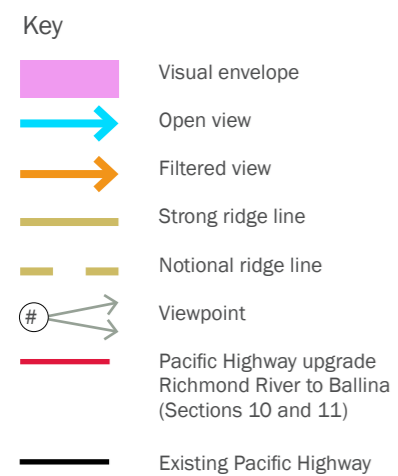 Key
Visual envelope
Open view
Filtered view
Strong ridge line
Notional ridge line
#
Viewpoint
Pacific Highway upgrade
Richmond River to Ballina
(Sections 10 and 11)
Existing Pacific Highway